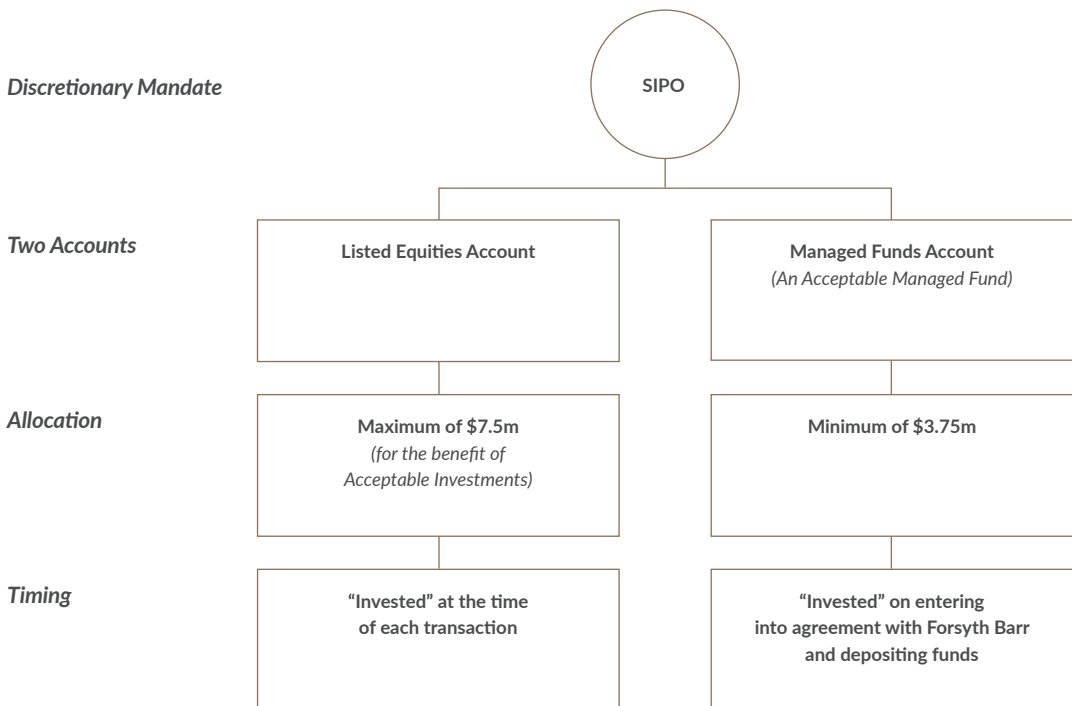 Discretionary Mandate
SIPO
Two Accounts
Listed Equities Account
Managed Funds Account
(An Acceptable Managed Fund)
Allocation
Maximum of $7.5m
(for the benefit of
Acceptable Investments)
Minimum of $3.75m
Timing
“Invested” at the time
of each transaction
“Invested” on entering
into agreement with Forsyth Barr
and depositing funds